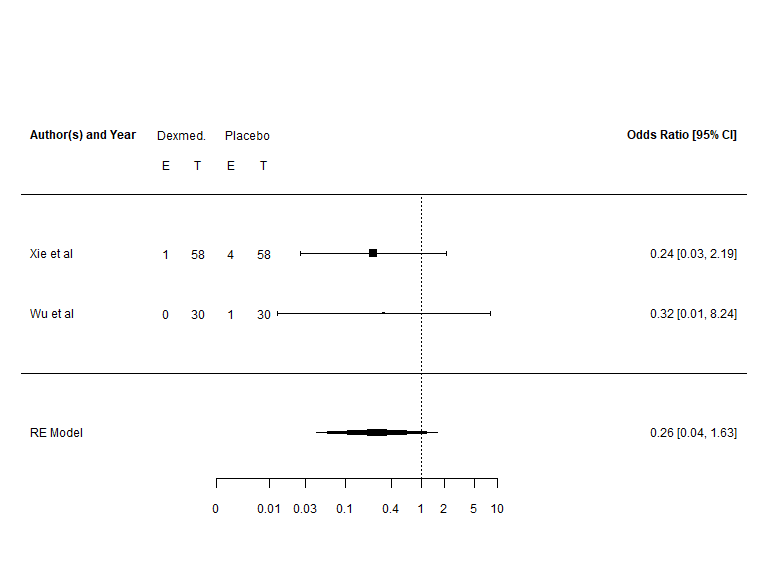 Author(s) and Year Dexmed. Placebo Odds Ratio [95% CI]
E T E T
Xie et al 1 58 4 58 0.24 [0.03, 2.19]
Wu et al 0 30 1 30 0.32 [0.01, 8.24]
RE Model 0.26 [0.04, 1.63]
0 0.01 0.03 0.1 0.4 1 2 5 10